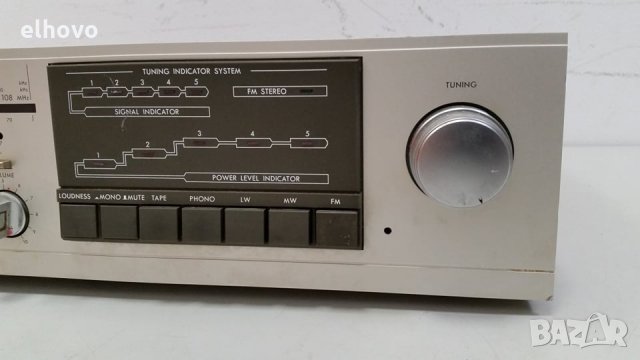 elhovo
TUNING INDICATOR SYSTEM
1 2 3 4 5
FM STEREO
SIGNAL INDICATOR
kHz
kHz
108 MHz
TUNING
1 2 3 4 5
POWER LEVEL INDICATOR
LOUDNESS MONO MUTE TAPE PHONO LW MW FM
BAZAR